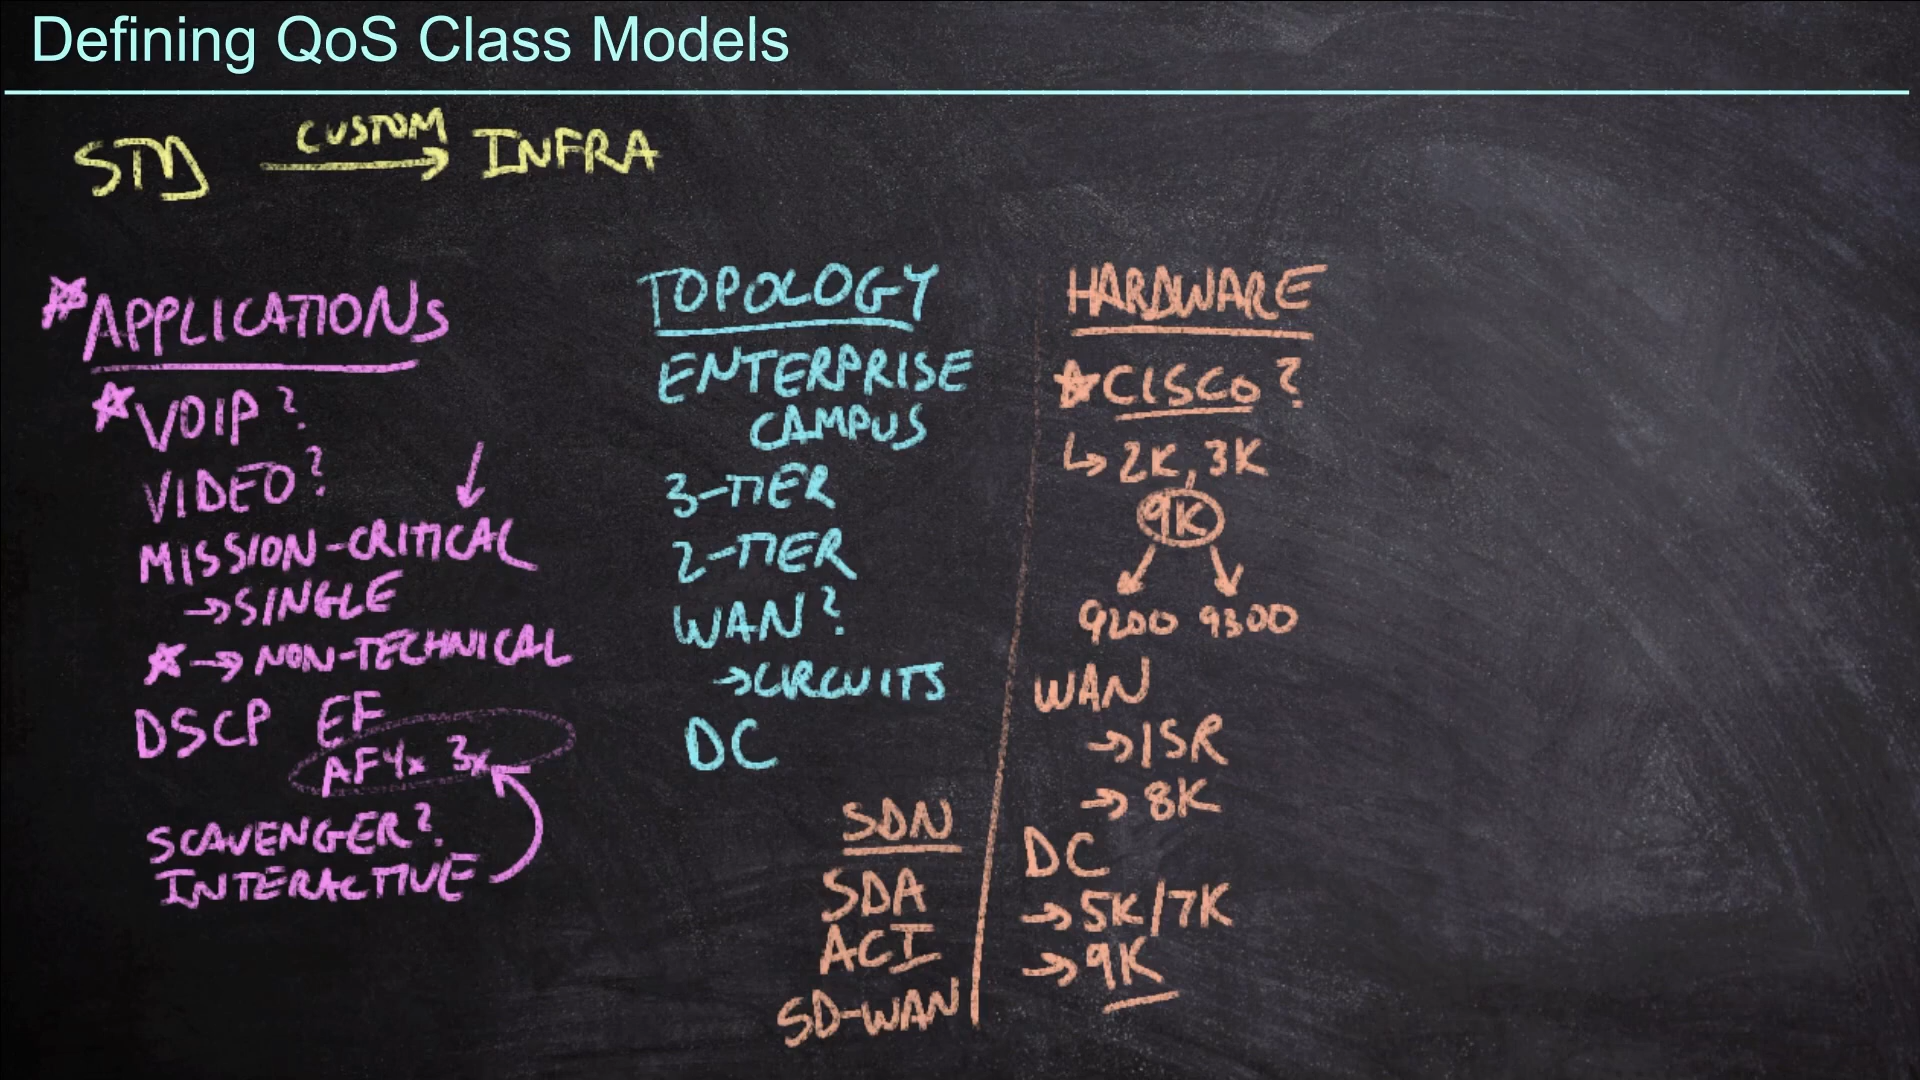 Defining QoS Class Models
STD CUSTOM → INFRA
*APPLICATIONS
*VOIP?
VIDEO?
MISSION-CRITICAL
→SINGLE
*→NON-TECHNICAL
DSCP EF
AF4x 3x
SCAVENGER?
INTERACTIVE
TOPOLOGY
ENTERPRISE
CAMPUS
3-TIER
2-TIER
WAN?
→CIRCUITS
DC
SDN
SDA
ACI
SD-WAN
HARDWARE
*CISCO?
↳2K, 3K
9K
9200 9300
WAN
→ISR
→8K
DC
→5K/7K
→9K